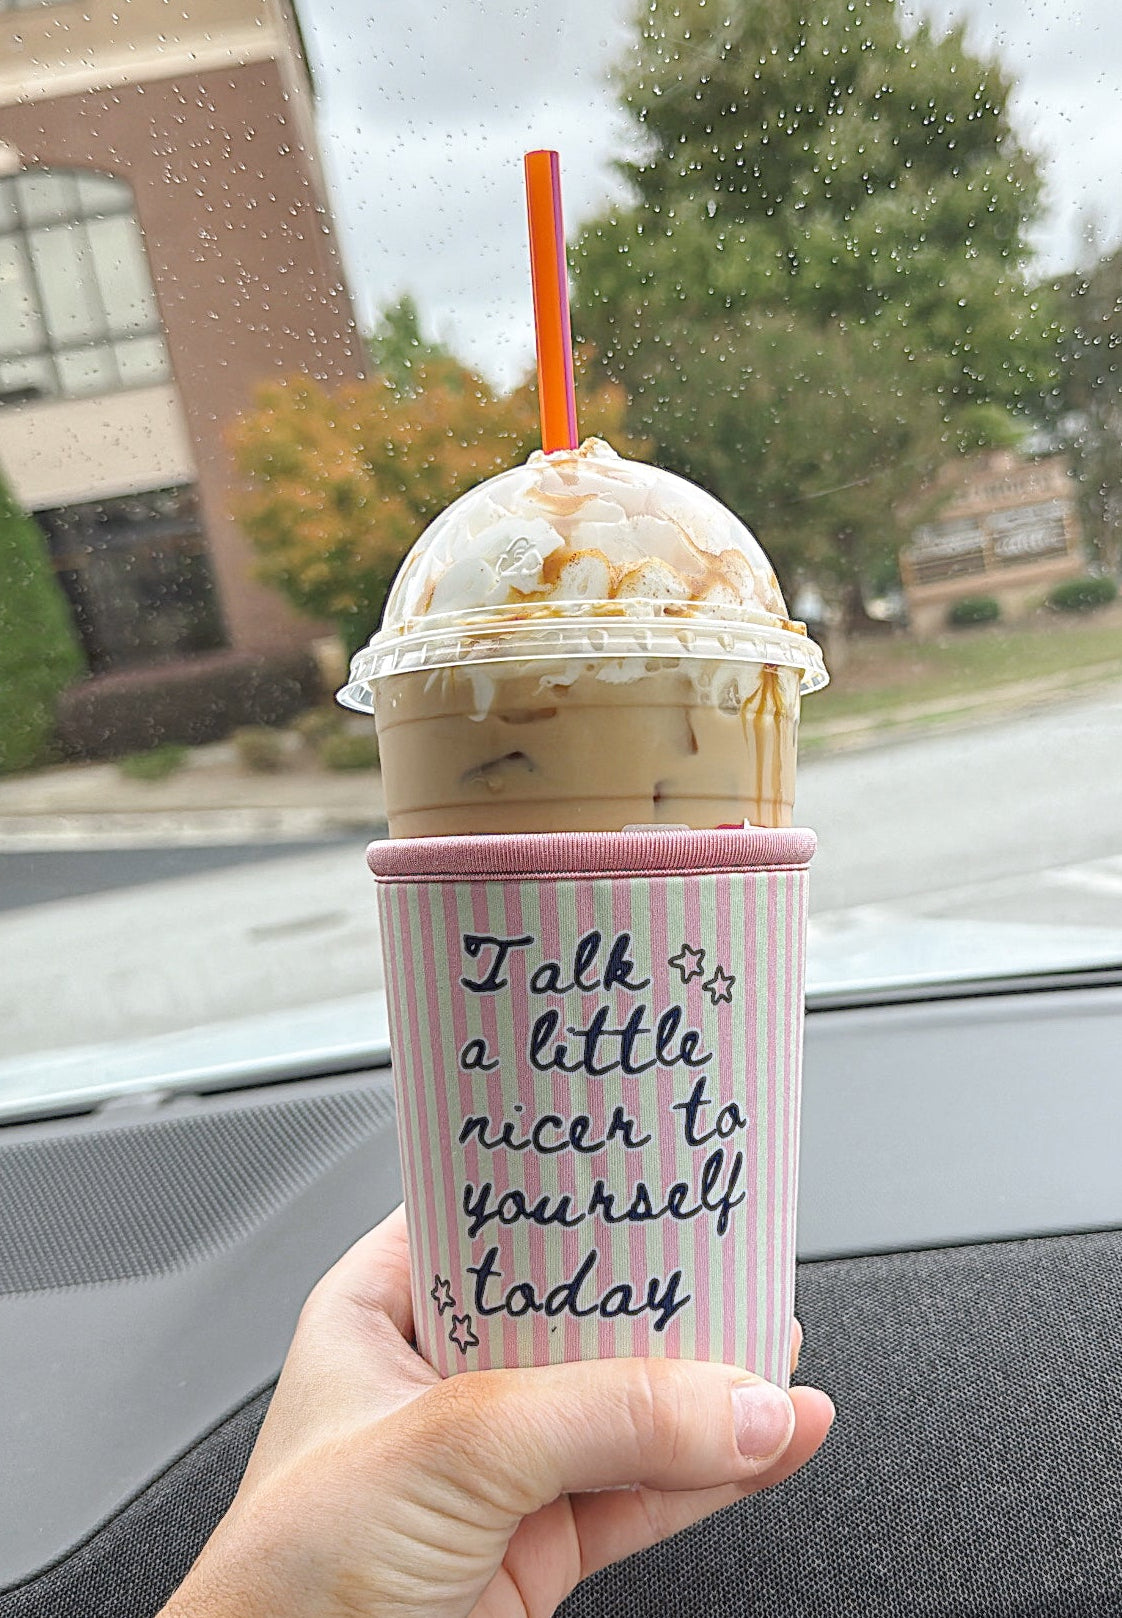 Talk
a little
nicer to
yourself
today